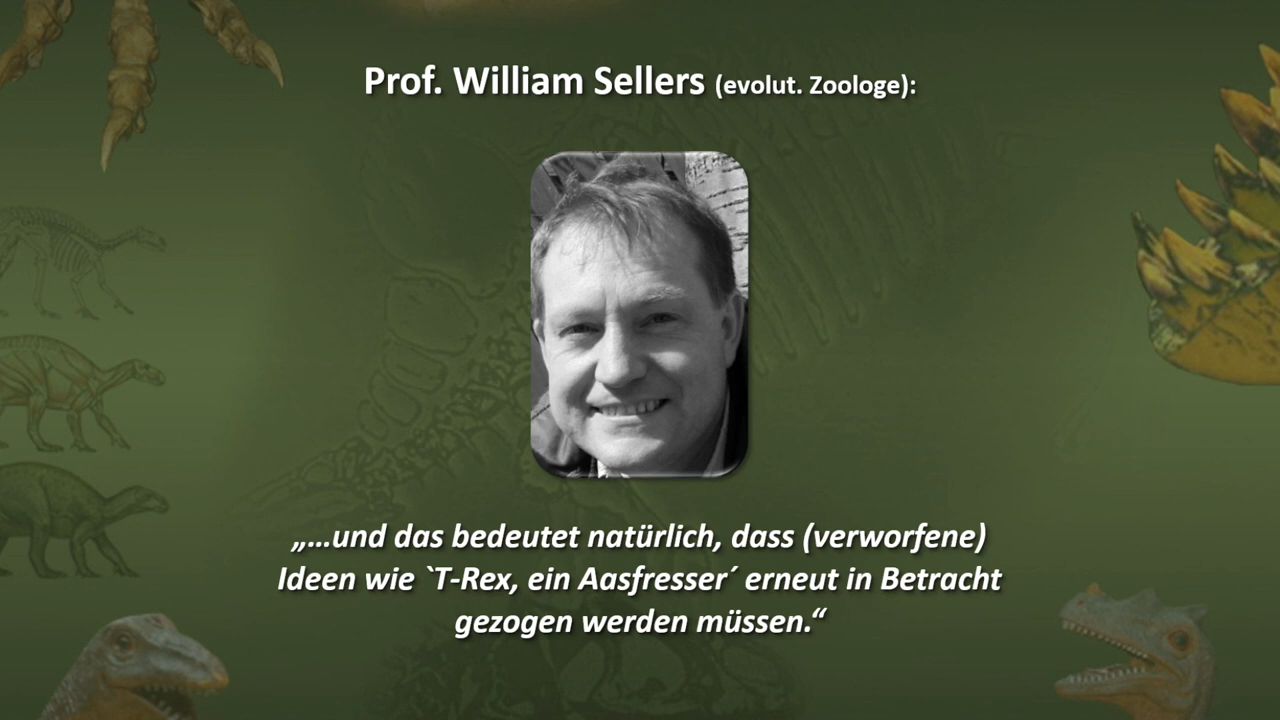 Prof. William Sellers (evolut. Zoologe):
„...und das bedeutet natürlich, dass (verworfene)
Ideen wie `T-Rex, ein Aasfresser´ erneut in Betracht
gezogen werden müssen.“